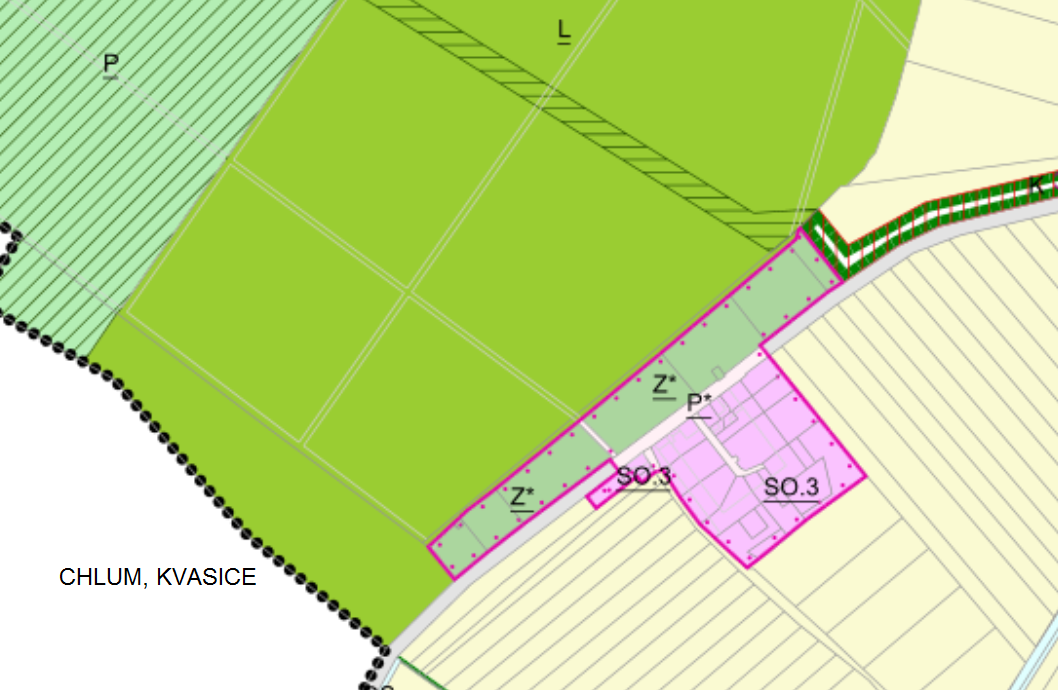 L
P
K
Z*
P*
SO.3
SO.3
Z*
CHLUM, KVASICE